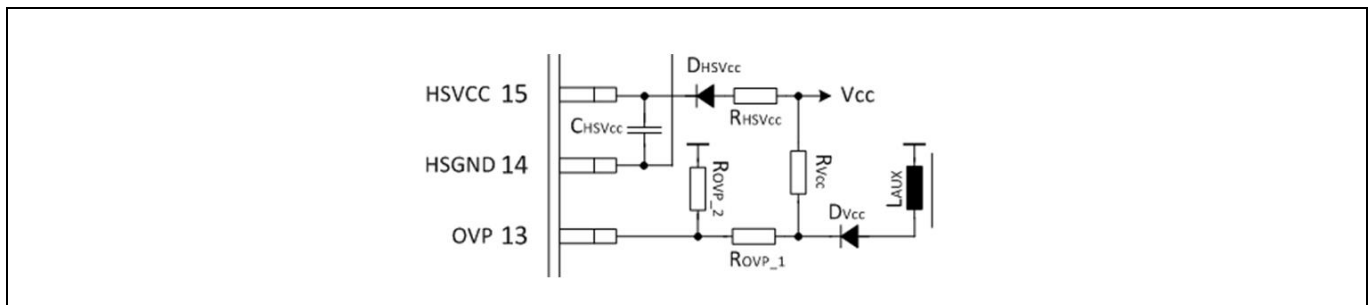 HSVCC 15
DHSVcc
RHSVcc
Vcc
CHSVcc
HSGND 14
ROVP_2
RVcc
LAUX
DVcc
OVP 13
ROVP_1